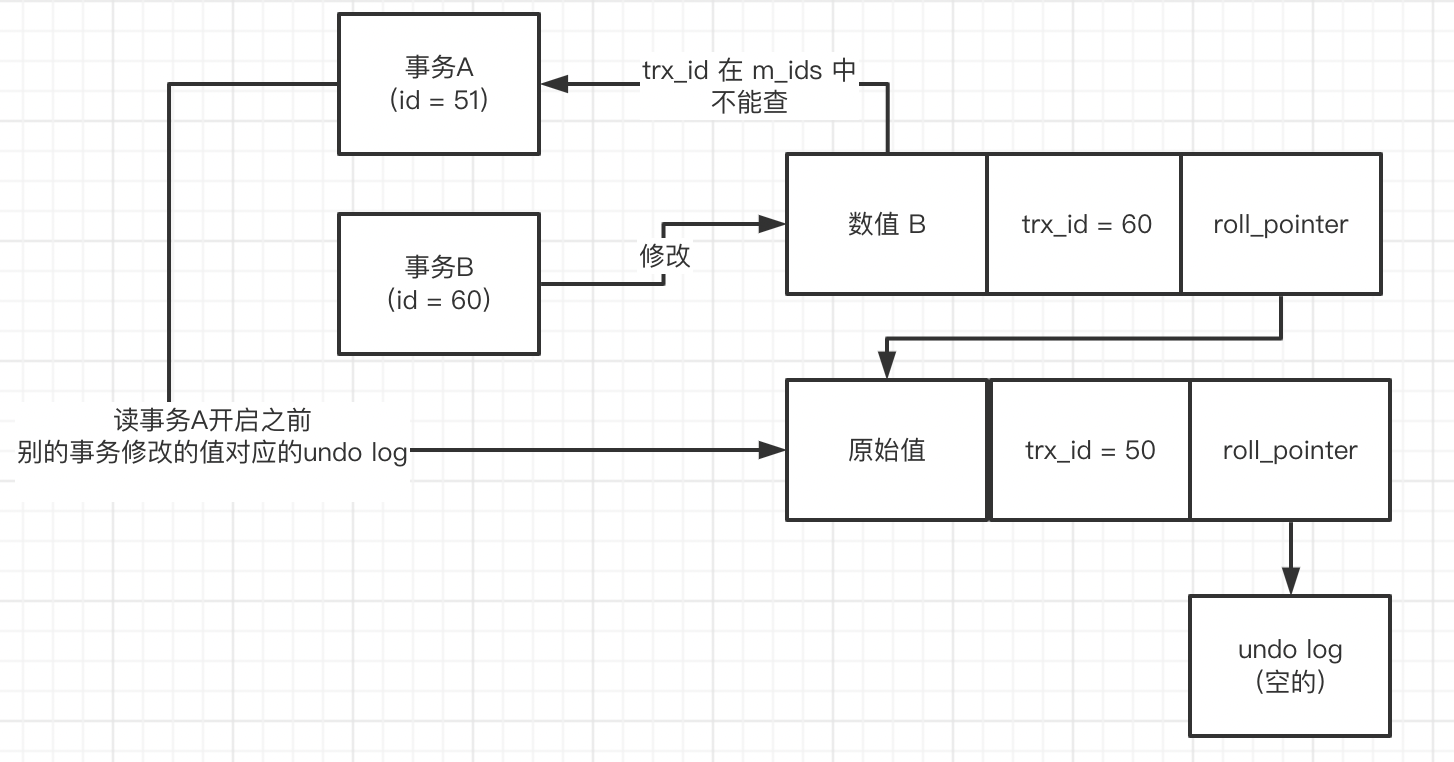 事务A
(id = 51)
trx_id 在 m_ids 中
不能查
数值 B
trx_id = 60
roll_pointer
事务B
(id = 60)
修改
读事务A开启之前
别的事务修改的值对应的undo log
原始值
trx_id = 50
roll_pointer
undo log
(空的)